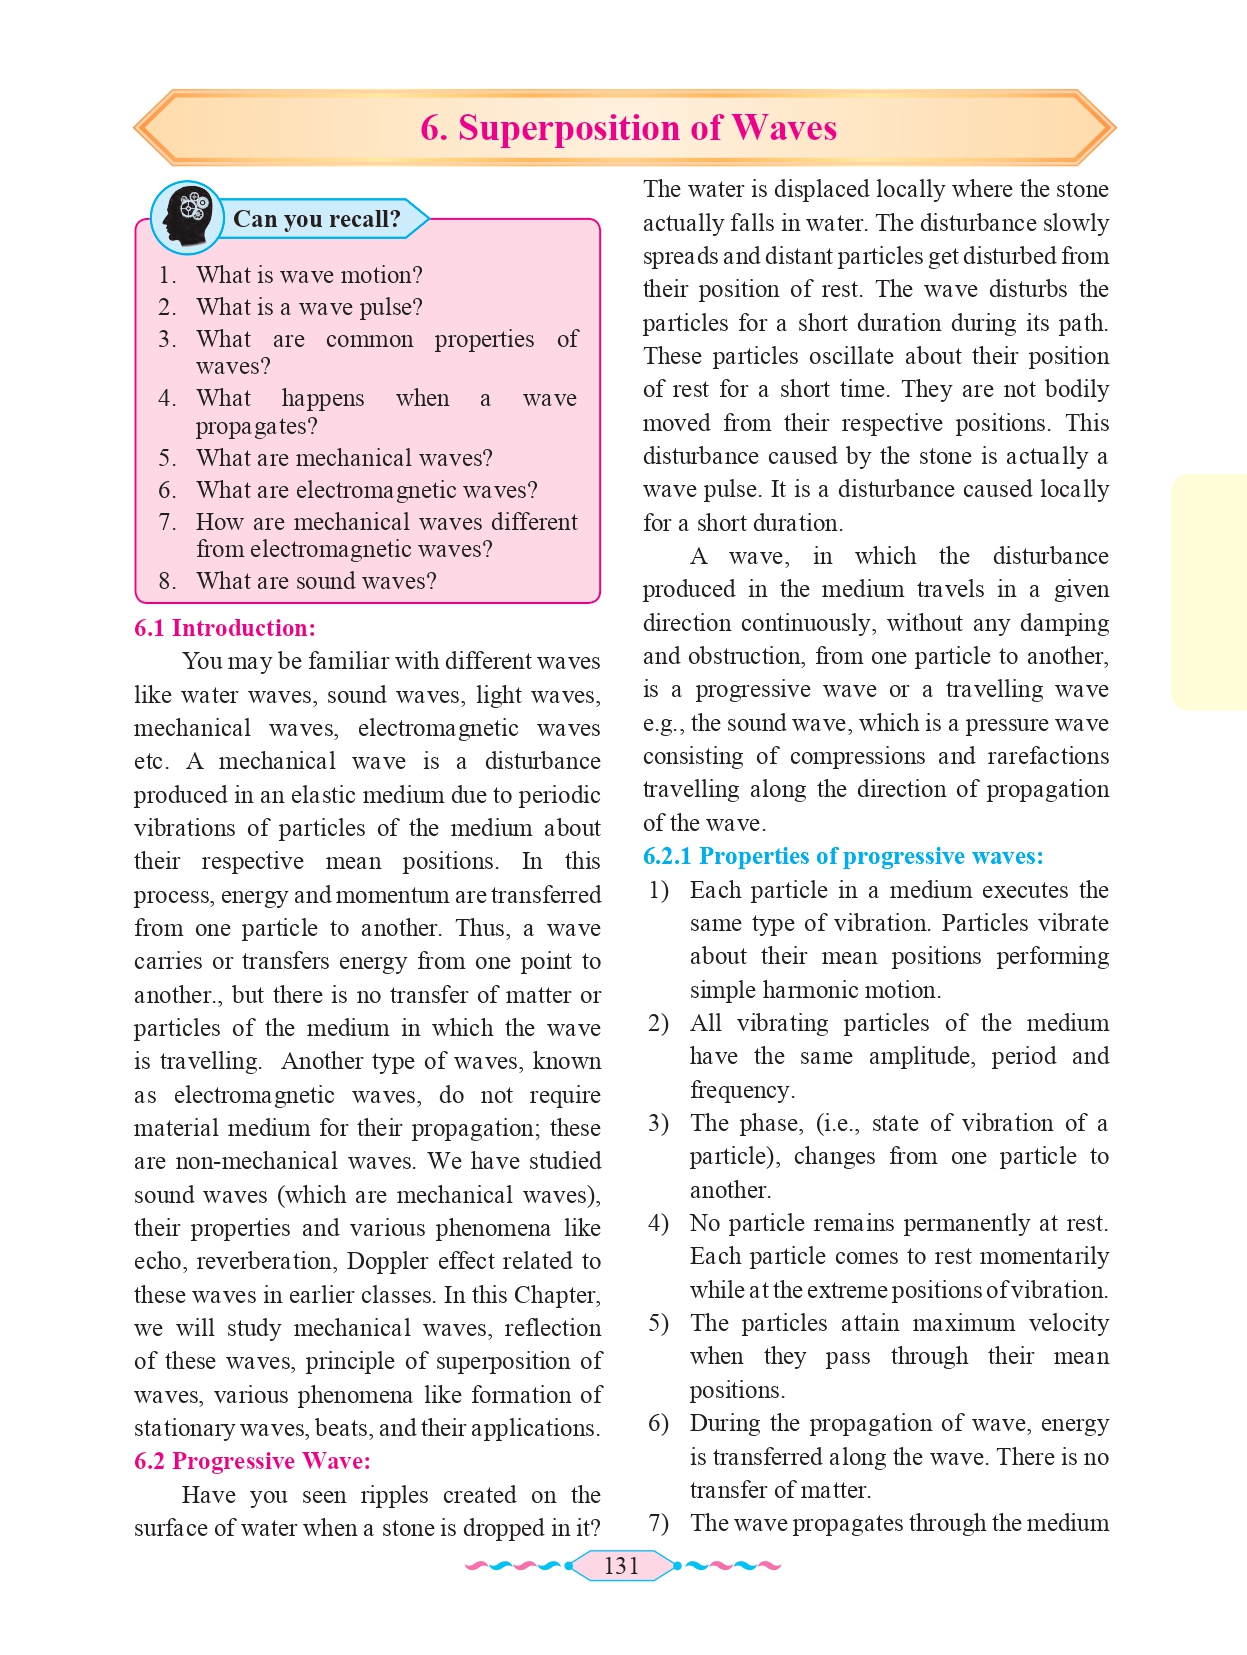 6. Superposition of Waves
Can you recall?
1. What is wave motion?
2. What is a wave pulse?
3. What are common properties of
waves?
4. What happens when a wave
propagates?
5. What are mechanical waves?
6. What are electromagnetic waves?
7. How are mechanical waves different
from electromagnetic waves?
8. What are sound waves?
6.1 Introduction:
You may be familiar with different waves
like water waves, sound waves, light waves,
mechanical waves, electromagnetic waves
etc. A mechanical wave is a disturbance
produced in an elastic medium due to periodic
vibrations of particles of the medium about
their respective mean positions. In this
process, energy and momentum are transferred
from one particle to another. Thus, a wave
carries or transfers energy from one point to
another., but there is no transfer of matter or
particles of the medium in which the wave
is travelling. Another type of waves, known
as electromagnetic waves, do not require
material medium for their propagation; these
are non-mechanical waves. We have studied
sound waves (which are mechanical waves),
their properties and various phenomena like
echo, reverberation, Doppler effect related to
these waves in earlier classes. In this Chapter,
we will study mechanical waves, reflection
of these waves, principle of superposition of
waves, various phenomena like formation of
stationary waves, beats, and their applications.
6.2 Progressive Wave:
Have you seen ripples created on the
surface of water when a stone is dropped in it?
The water is displaced locally where the stone
actually falls in water. The disturbance slowly
spreads and distant particles get disturbed from
their position of rest. The wave disturbs the
particles for a short duration during its path.
These particles oscillate about their position
of rest for a short time. They are not bodily
moved from their respective positions. This
disturbance caused by the stone is actually a
wave pulse. It is a disturbance caused locally
for a short duration.
A wave, in which the disturbance
produced in the medium travels in a given
direction continuously, without any damping
and obstruction, from one particle to another,
is a progressive wave or a travelling wave
e.g., the sound wave, which is a pressure wave
consisting of compressions and rarefactions
travelling along the direction of propagation
of the wave.
6.2.1 Properties of progressive waves:
1) Each particle in a medium executes the
same type of vibration. Particles vibrate
about their mean positions performing
simple harmonic motion.
2) All vibrating particles of the medium
have the same amplitude, period and
frequency.
3) The phase, (i.e., state of vibration of a
particle), changes from one particle to
another.
4) No particle remains permanently at rest.
Each particle comes to rest momentarily
while at the extreme positions of vibration.
5) The particles attain maximum velocity
when they pass through their mean
positions.
6) During the propagation of wave, energy
is transferred along the wave. There is no
transfer of matter.
7) The wave propagates through the medium
131